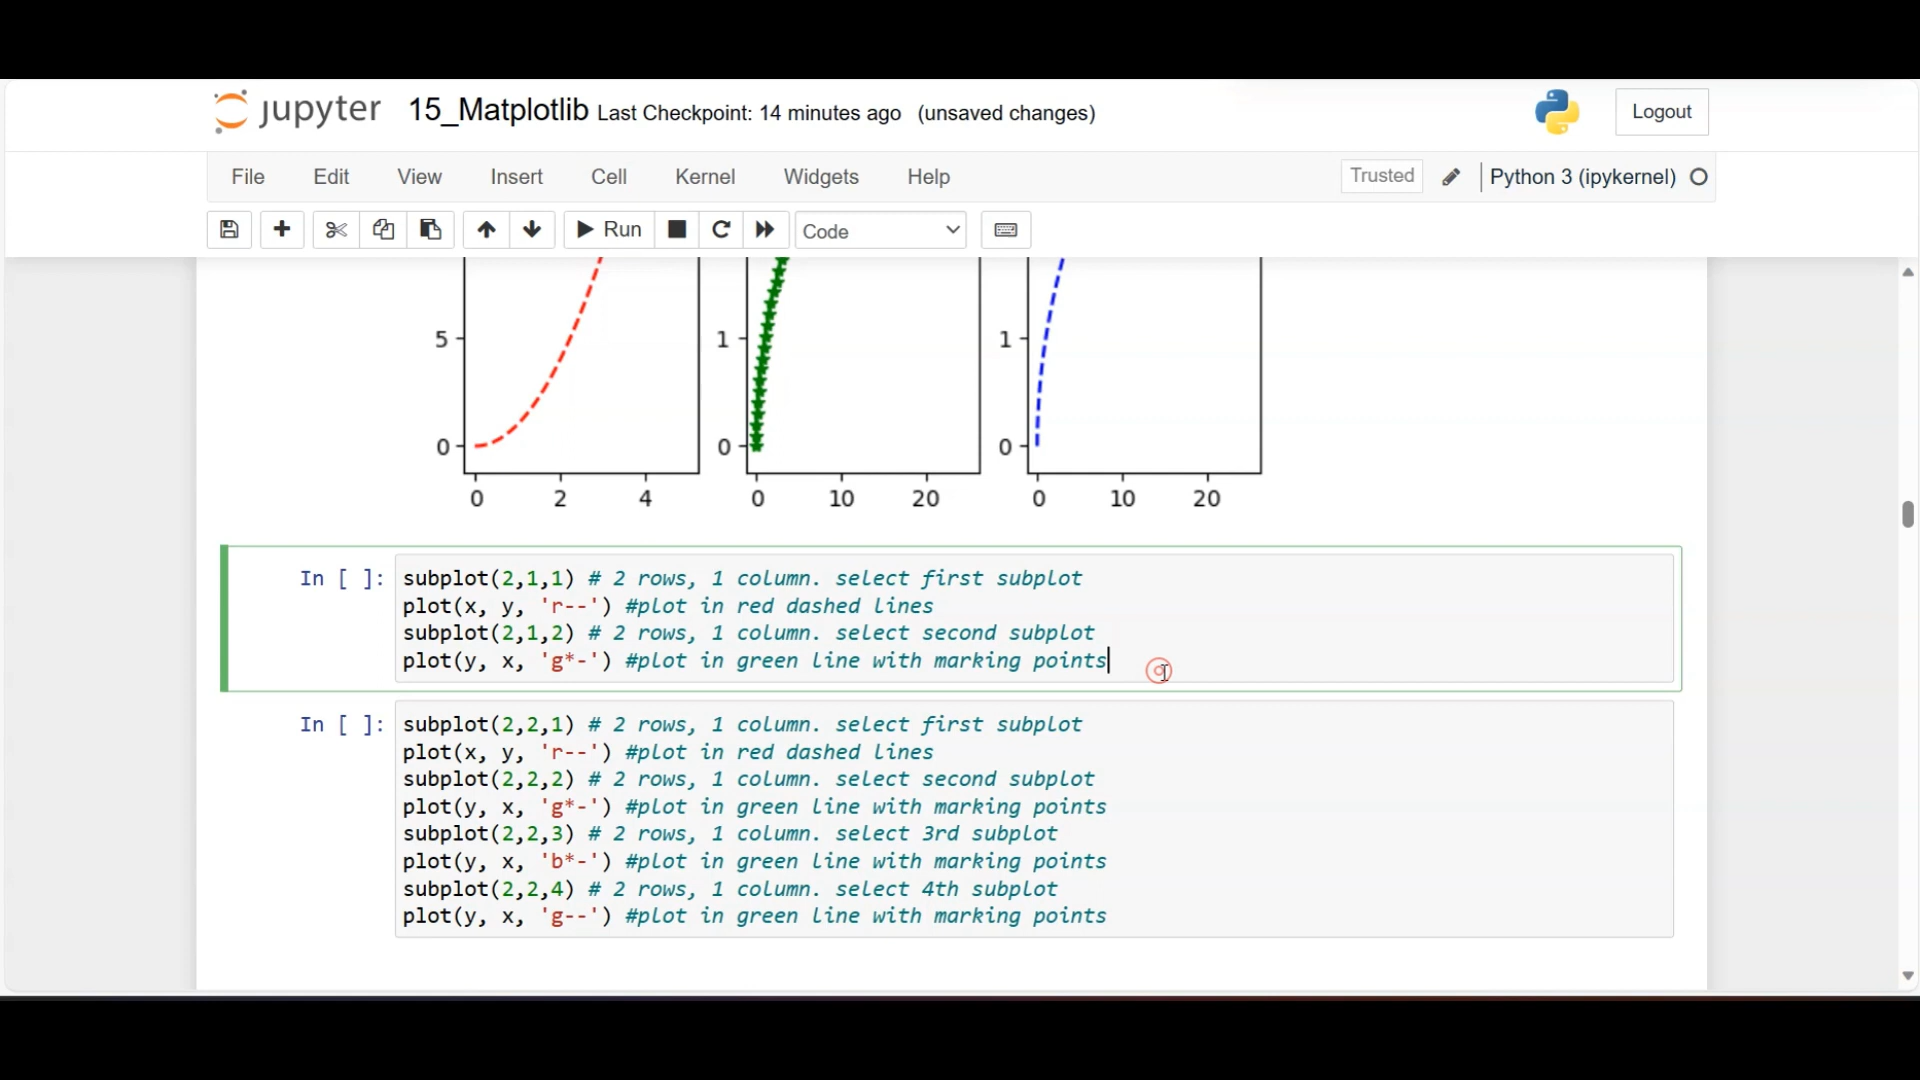 jupyter 15_Matplotlib Last Checkpoint: 14 minutes ago (unsaved changes) Logout
File Edit View Insert Cell Kernel Widgets Help Trusted Python 3 (ipykernel)
Run Code
5 1 1
0 0 0
0 2 4 0 10 20 0 10 20
In [ ]: subplot(2,1,1) # 2 rows, 1 column. select first subplot
plot(x, y, 'r--') #plot in red dashed lines
subplot(2,1,2) # 2 rows, 1 column. select second subplot
plot(y, x, 'g*-') #plot in green line with marking points
In [ ]: subplot(2,2,1) # 2 rows, 1 column. select first subplot
plot(x, y, 'r--') #plot in red dashed lines
subplot(2,2,2) # 2 rows, 1 column. select second subplot
plot(y, x, 'g*-') #plot in green line with marking points
subplot(2,2,3) # 2 rows, 1 column. select 3rd subplot
plot(y, x, 'b*-') #plot in green line with marking points
subplot(2,2,4) # 2 rows, 1 column. select 4th subplot
plot(y, x, 'g--') #plot in green line with marking points